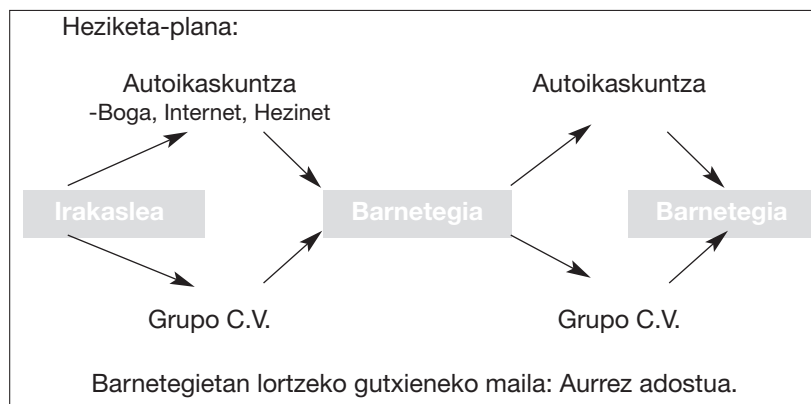 Heziketa-plana:
Autoikaskuntza
-Boga, Internet, Hezinet
Autoikaskuntza
Irakaslea
Barnetegia
Barnetegia
Grupo C.V.
Grupo C.V.
Barnetegietan lortzeko gutxieneko maila: Aurrez adostua.